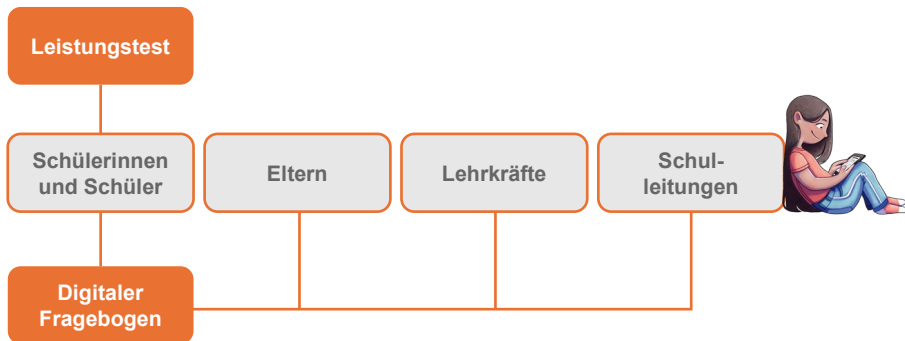 Leistungstest
Schülerinnen
und Schüler
Eltern
Lehrkräfte
Schul-
leitungen
Digitaler
Fragebogen